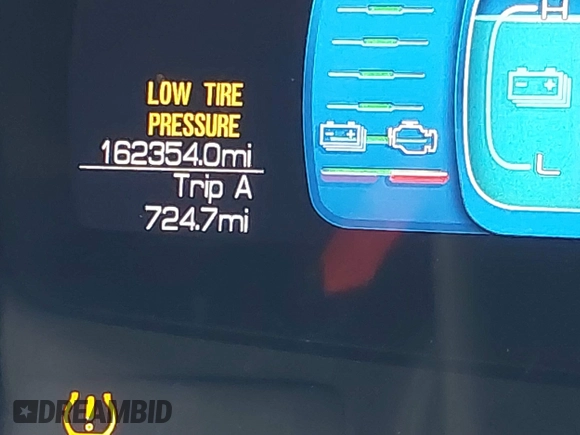 H
LOW TIRE
PRESSURE
162354.0mi
Trip A
724.7mi
L
DREAMBID